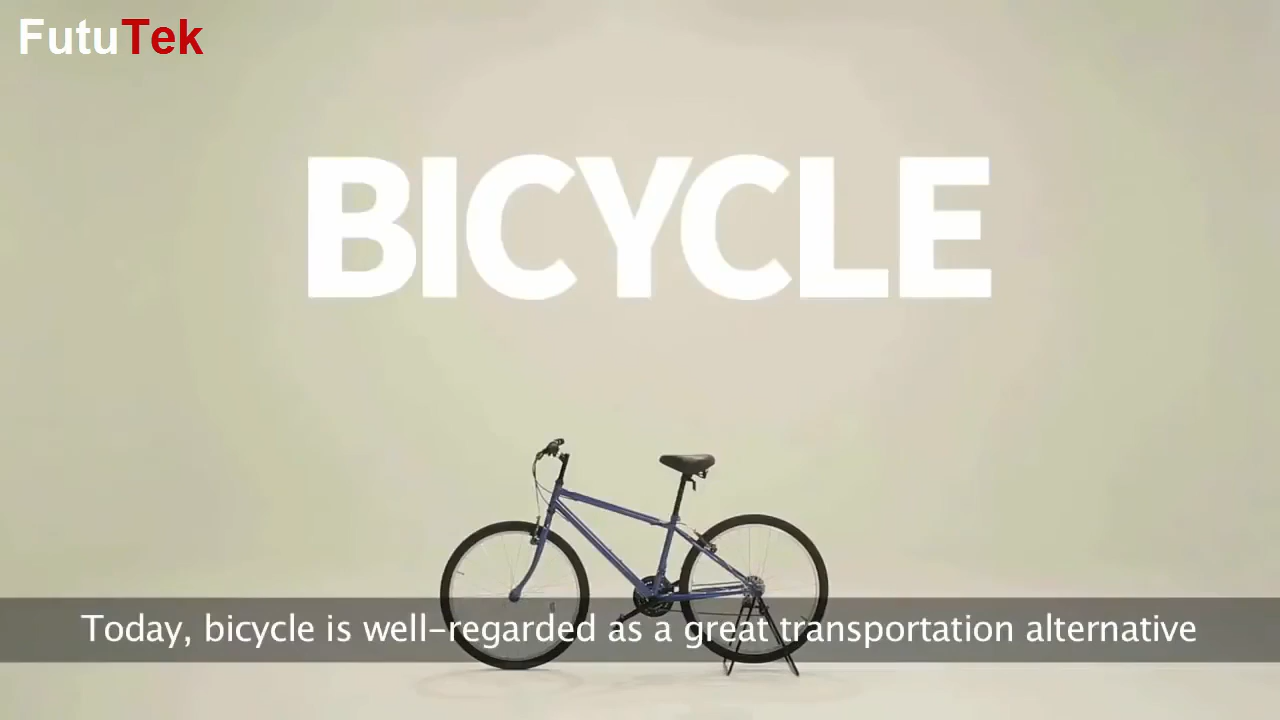 FutuTek
BICYCLE
Today, bicycle is well-regarded as a great transportation alternative